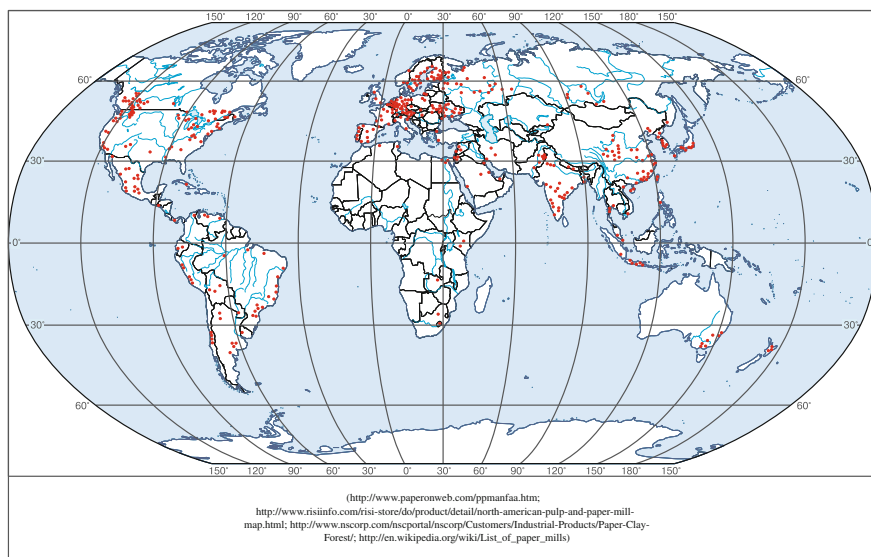 150˚ 120˚ 90˚ 60˚ 30˚ 0˚ 30˚ 60˚ 90˚ 120˚ 150˚ 180˚ 150˚
60˚ 60˚
30˚ 30˚
0˚ 0˚
30˚ 30˚
60˚ 60˚
150˚ 120˚ 90˚ 60˚ 30˚ 0˚ 30˚ 60˚ 90˚ 120˚ 150˚ 180˚ 150˚
(http://www.paperonweb.com/ppmanfaa.htm;
http://www.risiinfo.com/risi-store/do/product/detail/north-american-pulp-and-paper-mill-
map.html; http://www.nscorp.com/nscportal/nscorp/Customers/Industrial-Products/Paper-Clay-
Forest/; http://en.wikipedia.org/wiki/List_of_paper_mills)